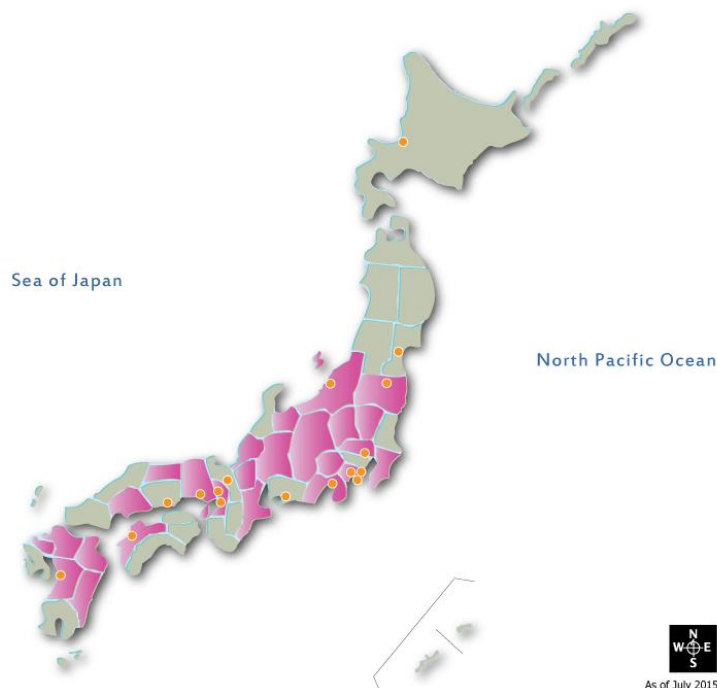 Sea of Japan
North Pacific Ocean
N
W E
S
As of July 2015